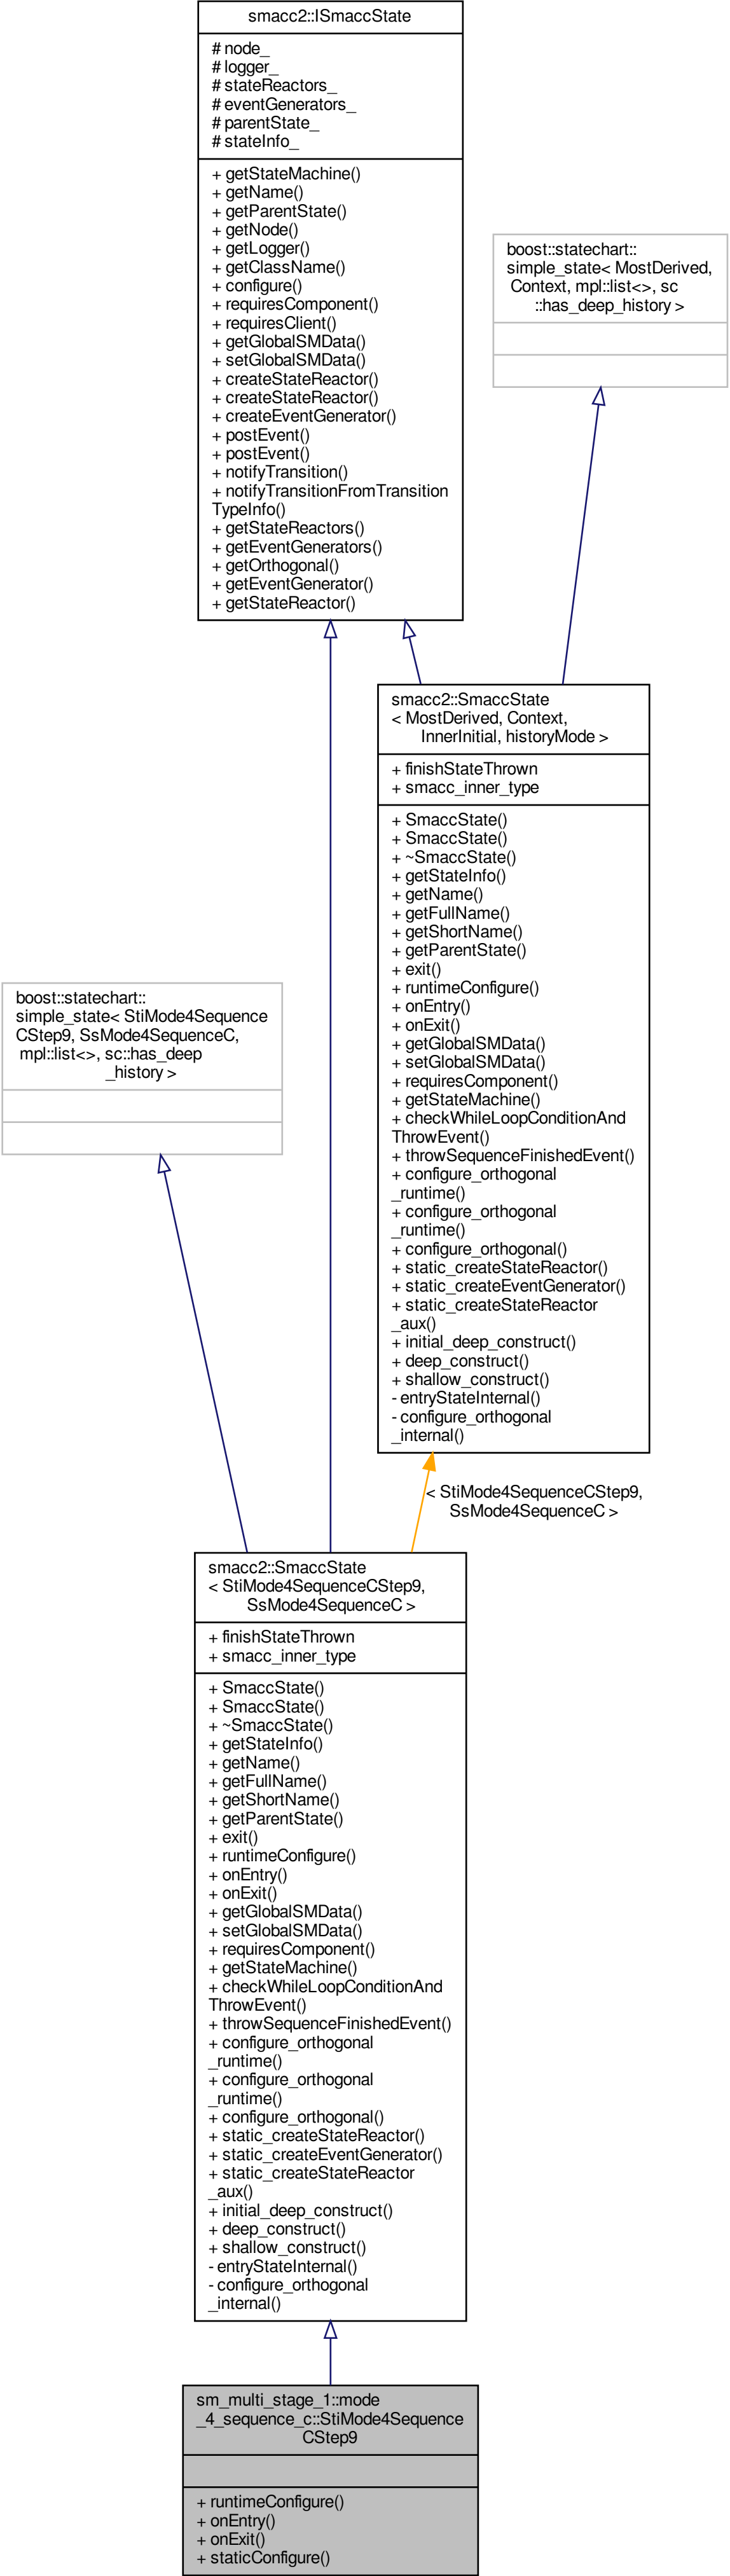 smacc2::ISmaccState
# node_
# logger_
# stateReactors_
# eventGenerators_
# parentState_
# stateInfo_
+ getStateMachine()
+ getName()
+ getParentState()
+ getNode()
+ getLogger()
+ getClassName()
+ configure()
+ requiresComponent()
+ requiresClient()
+ getGlobalSMData()
+ setGlobalSMData()
+ createStateReactor()
+ createStateReactor()
+ createEventGenerator()
+ postEvent()
+ postEvent()
+ notifyTransition()
+ notifyTransitionFromTransition
TypeInfo()
+ getStateReactors()
+ getEventGenerators()
+ getOrthogonal()
+ getEventGenerator()
+ getStateReactor()
boost::statechart::
simple_state< MostDerived,
Context, mpl::list<>, sc
::has_deep_history >
smacc2::SmaccState
< MostDerived, Context,
InnerInitial, historyMode >
+ finishStateThrown
+ smacc_inner_type
+ SmaccState()
+ SmaccState()
+ ~SmaccState()
+ getStateInfo()
+ getName()
+ getFullName()
+ getShortName()
+ getParentState()
+ exit()
+ runtimeConfigure()
+ onEntry()
+ onExit()
+ getGlobalSMData()
+ setGlobalSMData()
+ requiresComponent()
+ getStateMachine()
+ checkWhileLoopConditionAnd
ThrowEvent()
+ throwSequenceFinishedEvent()
+ configure_orthogonal
_runtime()
+ configure_orthogonal
_runtime()
+ configure_orthogonal()
+ static_createStateReactor()
+ static_createEventGenerator()
+ static_createStateReactor
_aux()
+ initial_deep_construct()
+ deep_construct()
+ shallow_construct()
- entryStateInternal()
- configure_orthogonal
_internal()
boost::statechart::
simple_state< StiMode4Sequence
CStep9, SsMode4SequenceC,
mpl::list<>, sc::has_deep
_history >
< StiMode4SequenceCStep9,
SsMode4SequenceC >
smacc2::SmaccState
< StiMode4SequenceCStep9,
SsMode4SequenceC >
+ finishStateThrown
+ smacc_inner_type
+ SmaccState()
+ SmaccState()
+ ~SmaccState()
+ getStateInfo()
+ getName()
+ getFullName()
+ getShortName()
+ getParentState()
+ exit()
+ runtimeConfigure()
+ onEntry()
+ onExit()
+ getGlobalSMData()
+ setGlobalSMData()
+ requiresComponent()
+ getStateMachine()
+ checkWhileLoopConditionAnd
ThrowEvent()
+ throwSequenceFinishedEvent()
+ configure_orthogonal
_runtime()
+ configure_orthogonal
_runtime()
+ configure_orthogonal()
+ static_createStateReactor()
+ static_createEventGenerator()
+ static_createStateReactor
_aux()
+ initial_deep_construct()
+ deep_construct()
+ shallow_construct()
- entryStateInternal()
- configure_orthogonal
_internal()
sm_multi_stage_1::mode
_4_sequence_c::StiMode4Sequence
CStep9
+ runtimeConfigure()
+ onEntry()
+ onExit()
+ staticConfigure()